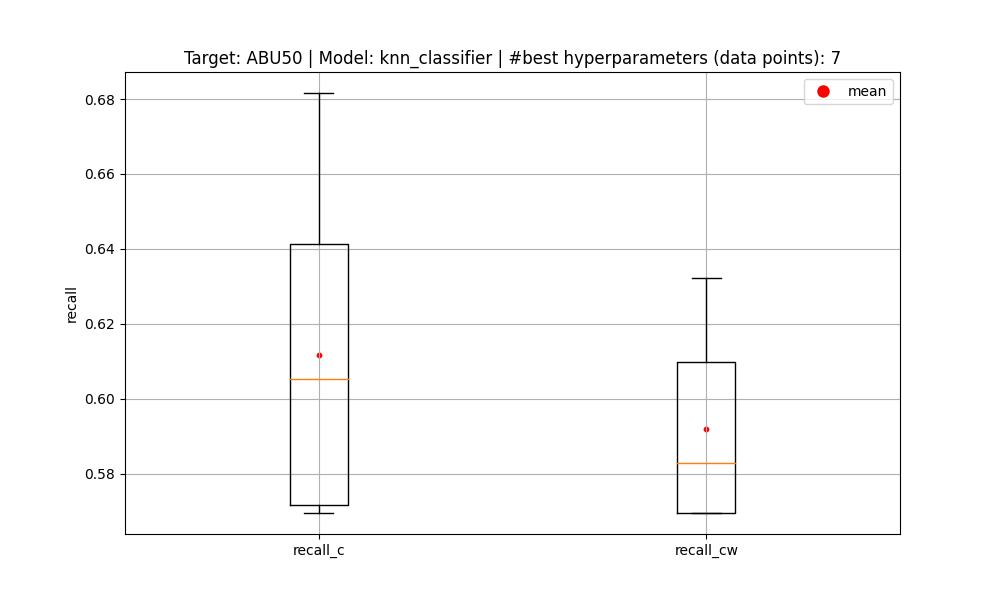 Target: ABU50 | Model: knn_classifier | #best hyperparameters (data points): 7
mean
0.68
0.66
0.64
0.62
0.60
0.58
recall
recall_c
recall_cw